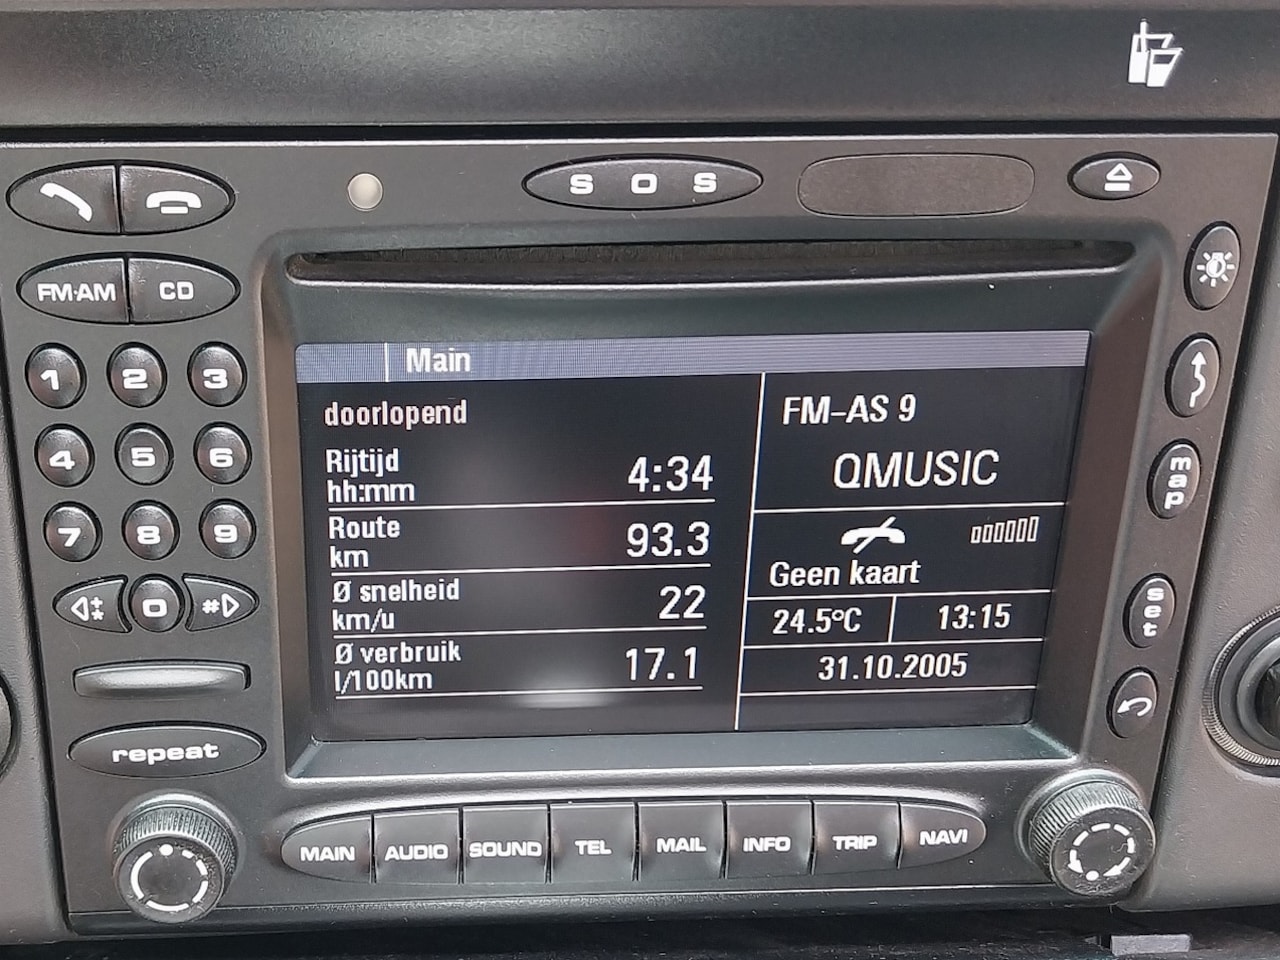 SOS
FM·AM CD
1 2 3
4 5 6
7 8 9
* 0 #
repeat
Main
doorlopend
Rijtijd
hh:mm 4:34
Route
km 93.3
Ø snelheid
km/u 22
Ø verbruik
l/100km 17.1
FM-AS 9
QMUSIC
Geen kaart
24.5°C 13:15
31.10.2005
map
set
MAIN AUDIO SOUND TEL MAIL INFO TRIP NAVI